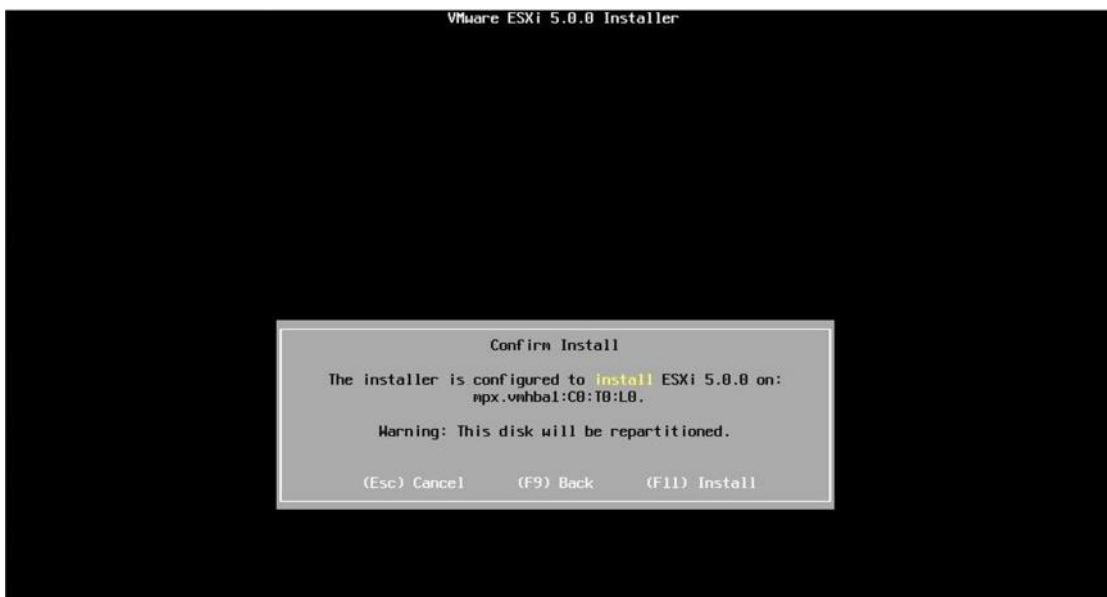 VMware ESXi 5.0.0 Installer
Confirm Install
The installer is configured to install ESXi 5.0.0 on:
mpx.vmhba1:C0:T0:L0.
Warning: This disk will be repartitioned.
(Esc) Cancel (F9) Back (F11) Install